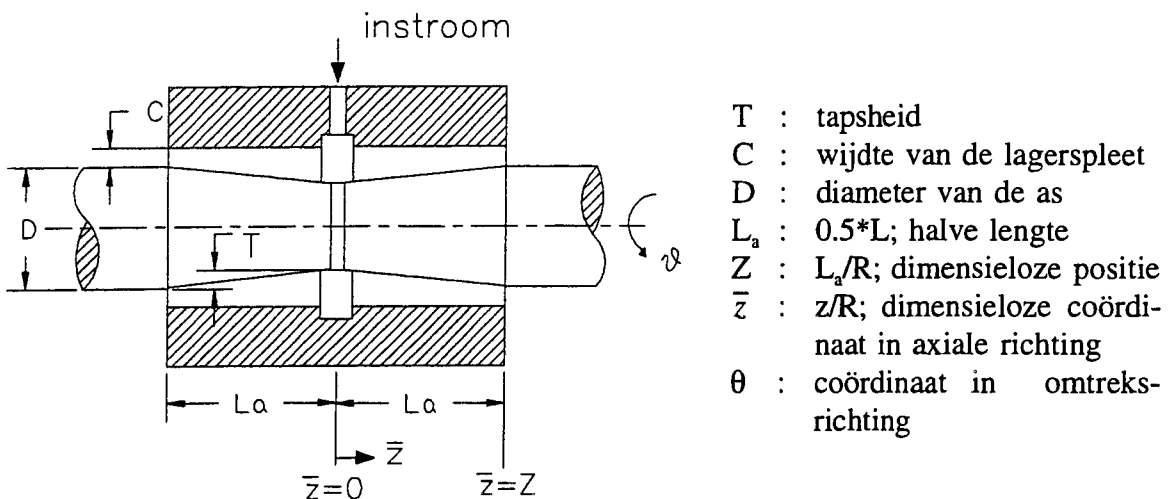 instroom
C
D
T
La
La
z̅
z̅=0
z̅=Z
ϑ
T : tapsheid
C : wijdte van de lagerspleet
D : diameter van de as
Lₐ : 0.5*L; halve lengte
Z : Lₐ/R; dimensieloze positie
z̅ : z/R; dimensieloze coördi-
naat in axiale richting
θ : coördinaat in omtreks-
richting